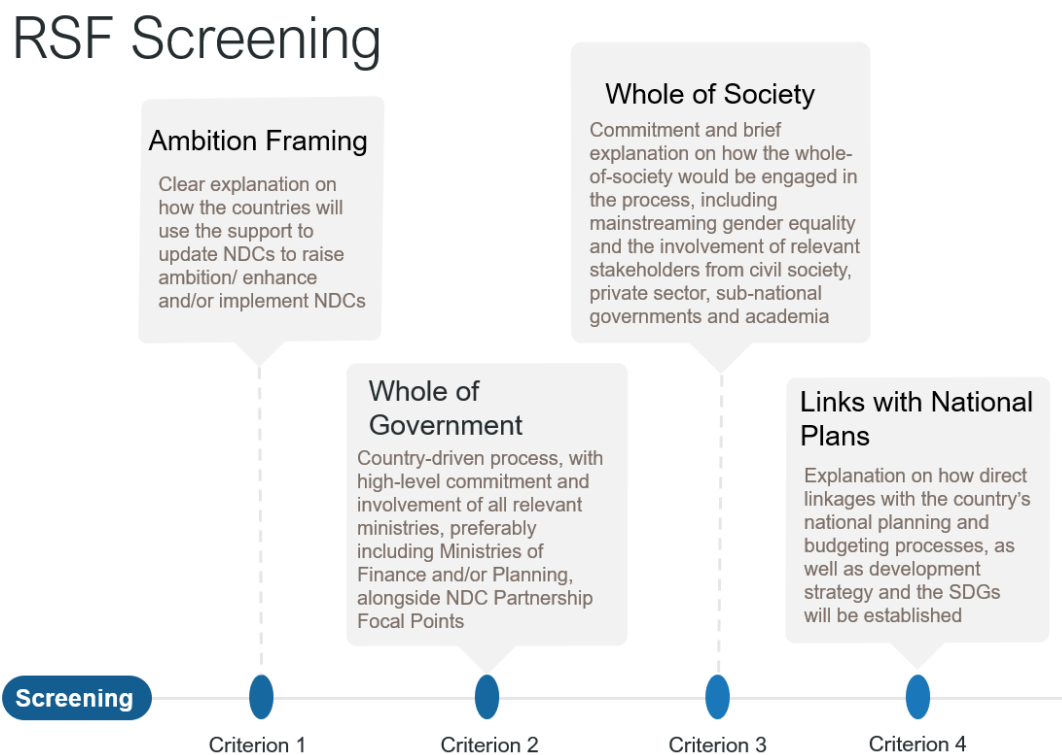 RSF Screening
Ambition Framing
Clear explanation on
how the countries will
use the support to
update NDCs to raise
ambition/ enhance
and/or implement NDCs
Whole of
Government
Country-driven process, with
high-level commitment and
involvement of all relevant
ministries, preferably
including Ministries of
Finance and/or Planning,
alongside NDC Partnership
Focal Points
Whole of Society
Commitment and brief
explanation on how the whole-
of-society would be engaged in
the process, including
mainstreaming gender equality
and the involvement of relevant
stakeholders from civil society,
private sector, sub-national
governments and academia
Links with National
Plans
Explanation on how direct
linkages with the country's
national planning and
budgeting processes, as
well as development
strategy and the SDGs
will be established
Screening
Criterion 1
Criterion 2
Criterion 3
Criterion 4